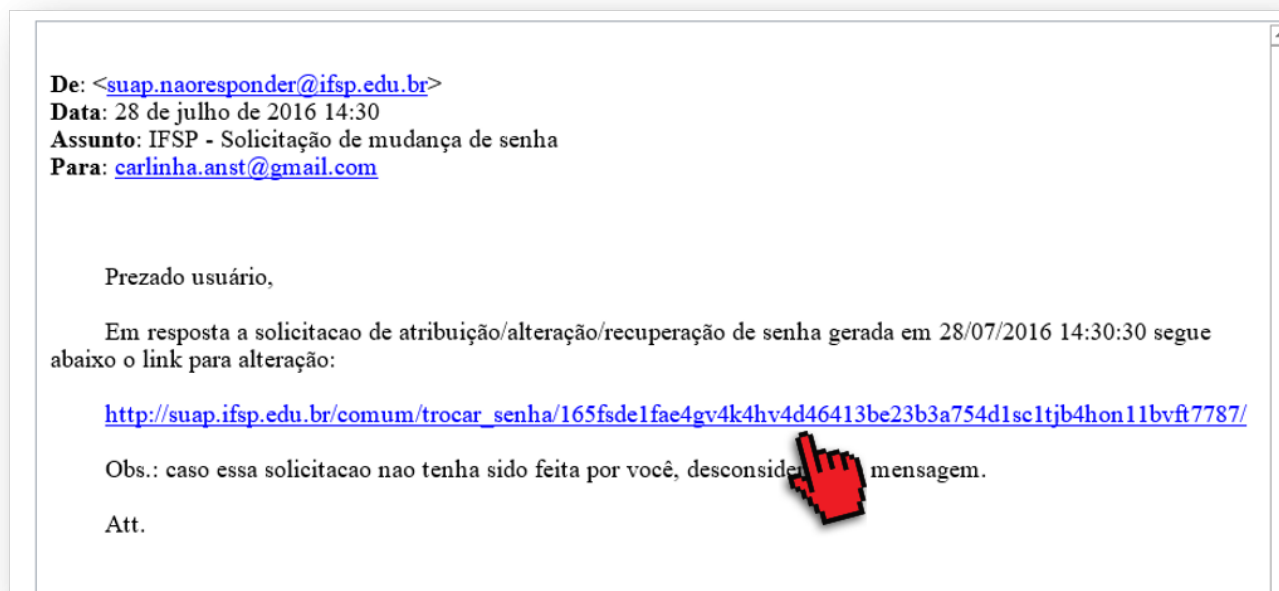 De: <suap.naoresponder@ifsp.edu.br>
Data: 28 de julho de 2016 14:30
Assunto: IFSP - Solicitação de mudança de senha
Para: carlinha.anst@gmail.com
Prezado usuário,
Em resposta a solicitacao de atribuição/alteração/recuperação de senha gerada em 28/07/2016 14:30:30 segue
abaixo o link para alteração:
http://suap.ifsp.edu.br/comum/trocar_senha/165fsde1fae4gv4k4hv4d46413be23b3a754d1sc1tjb4hon11bvft7787/
Obs.: caso essa solicitacao nao tenha sido feita por você, mensagem.
Att.